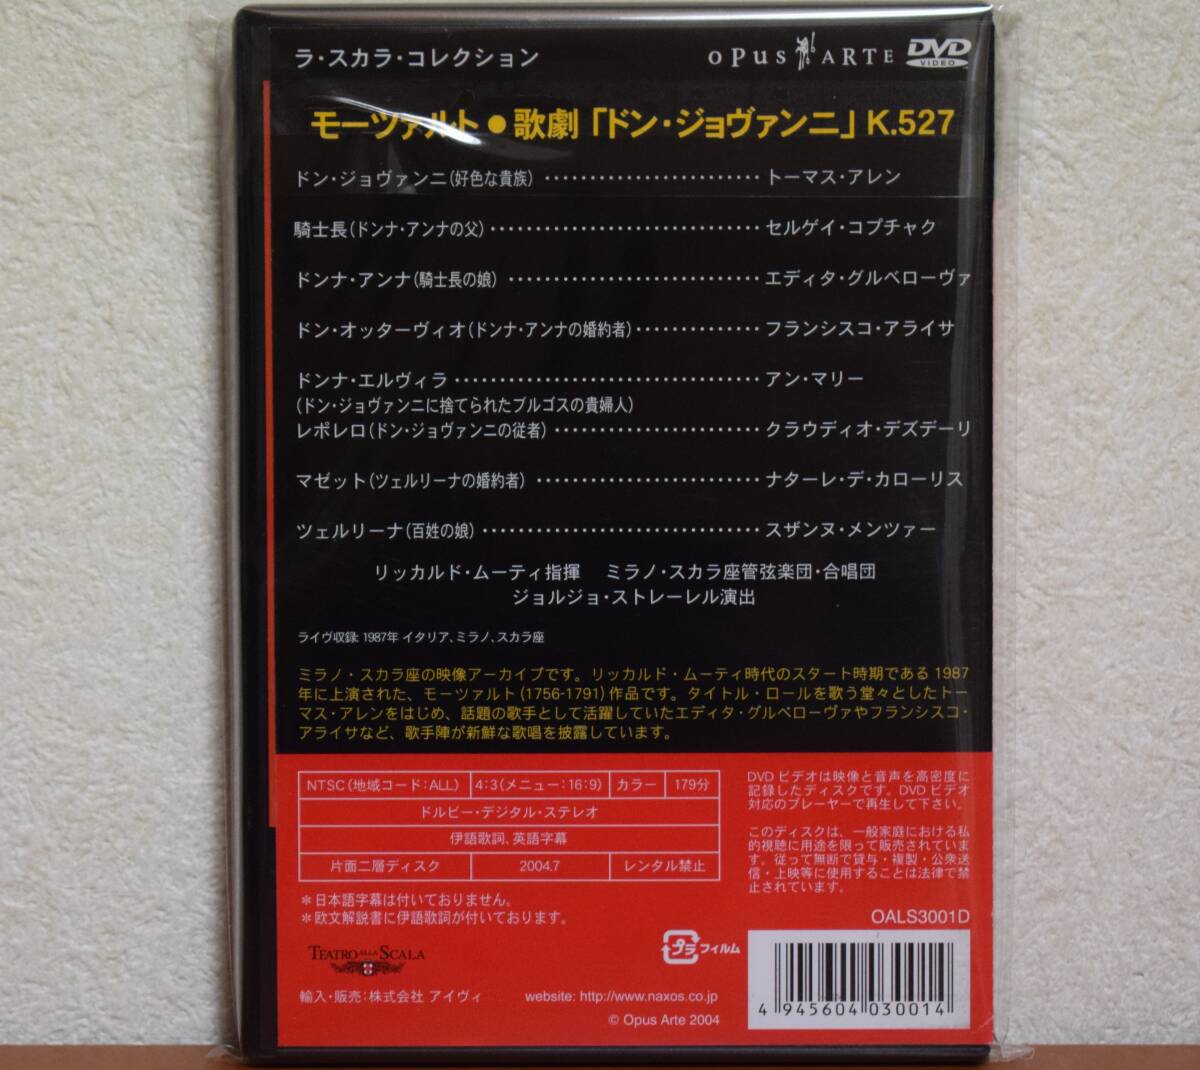 ラ・スカラ・コレクション
OPUS ARTE
DVD
VIDEO
モーツァルト●歌劇「ドン・ジョヴァンニ」K.527
ドン・ジョヴァンニ(好色な貴族)‥‥‥‥‥‥‥‥‥‥‥‥トーマス・アレン
騎士長(ドンナ・アンナの父)‥‥‥‥‥‥‥‥‥‥‥‥‥‥‥セルゲイ・コプチャク
ドンナ・アンナ(騎士長の娘)‥‥‥‥‥‥‥‥‥‥‥‥‥‥エディタ・グルベローヴァ
ドン・オッターヴィオ(ドンナ・アンナの婚約者)‥‥‥‥‥‥‥フランシスコ・アライサ
ドンナ・エルヴィラ‥‥‥‥‥‥‥‥‥‥‥‥‥‥‥‥‥アン・マリー
(ドン・ジョヴァンニに捨てられたブルゴスの貴婦人)
レポレロ(ドン・ジョヴァンニの従者)‥‥‥‥‥‥‥‥‥‥‥クラウディオ・デズデーリ
マゼット(ツェルリーナの婚約者)‥‥‥‥‥‥‥‥‥‥‥‥‥ナターレ・デ・カローリス
ツェルリーナ(百姓の娘)‥‥‥‥‥‥‥‥‥‥‥‥‥‥‥‥スザンヌ・メンツァー
リッカルド・ムーティ指揮 ミラノ・スカラ座管弦楽団・合唱団
ジョルジョ・ストレーレル演出
ライヴ収録: 1987年 イタリア、ミラノ、スカラ座
ミラノ・スカラ座の映像アーカイブです。リッカルド・ムーティ時代のスタート時期である 1987
年に上演された、モーツァルト(1756-1791)作品です。タイトル・ロールを歌う堂々としたトー
マス・アレンをはじめ、話題の歌手として活躍していたエディタ・グルベローヴァやフランシスコ・
アライサなど、歌手陣が新鮮な歌唱を披露しています。
NTSC(地域コード:ALL) 4:3(メニュー:16:9) カラー 179分
ドルビー・デジタル・ステレオ
伊語歌詞、英語字幕
片面二層ディスク 2004.7 レンタル禁止
＊日本語字幕は付いておりません。
＊欧文解説書に伊語歌詞が付いております。
DVD ビデオは映像と音声を高密度に
記録したディスクです。DVD ビデオ
対応のプレーヤーで再生して下さい。
このディスクは、一般家庭における私
的視聴に用途を限って販売されていま
す。従って無断で貸与・複製・公衆送
信・上映等に使用することは法律で禁
止されています。
OALS3001D
TEATRO ALLA SCALA
プラ フィルム
輸入・販売:株式会社 アイヴィ
website: http://www.naxos.co.jp
© Opus Arte 2004
4 945604 030014